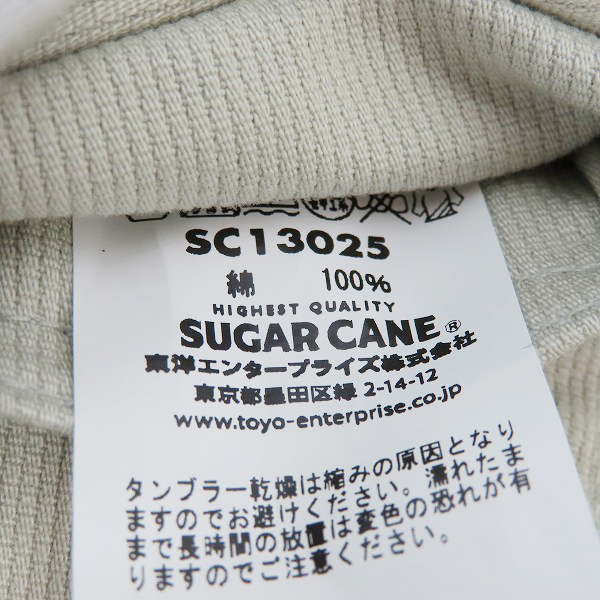 SC13025
綿 100%
HIGHEST QUALITY
SUGAR CANE®
東洋エンタープライズ株式会社
東京都墨田区緑 2-14-12
www.toyo-enterprise.co.jp
タンブラー乾燥は縮みの原因となり
ますのでお避けください。濡れたま
まで長時間の放置は変色の恐れが有
りますのでご注意ください。